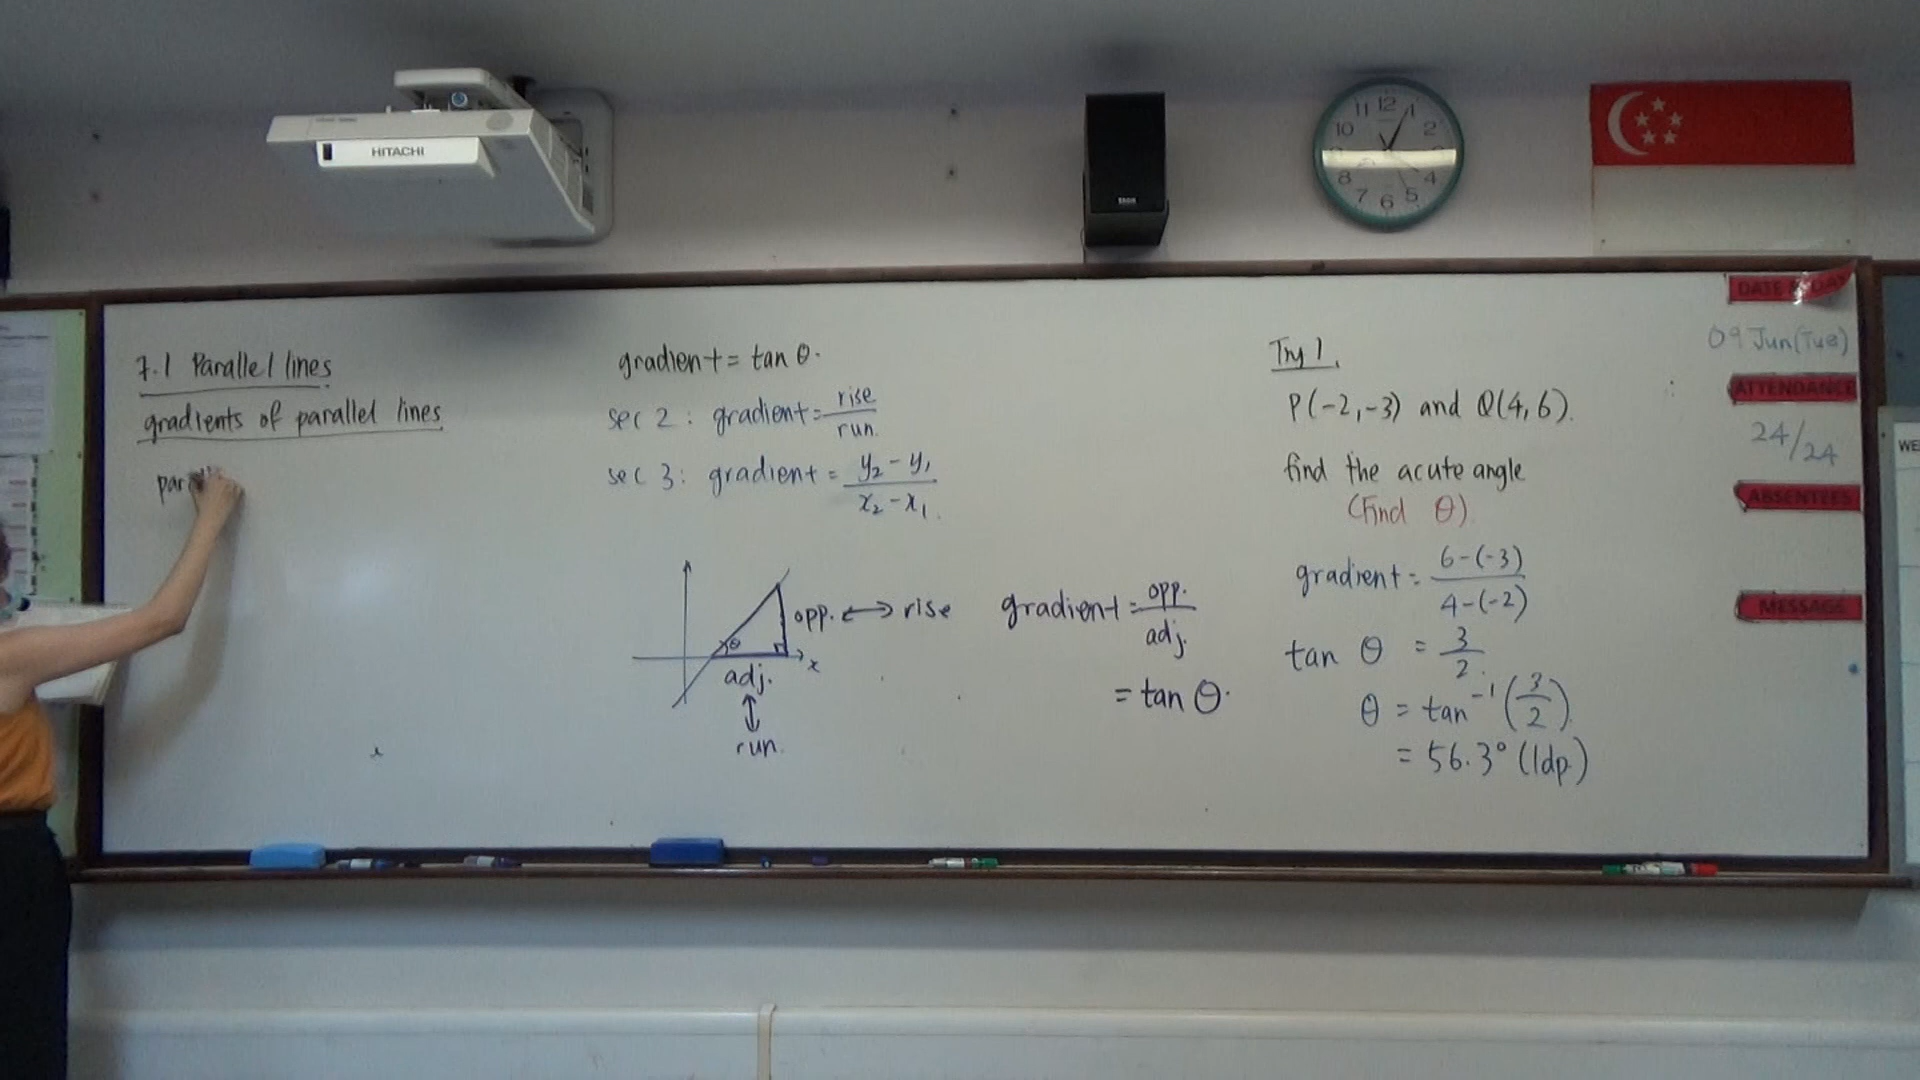 HITACHI
11 12 1
10 2
8 4
7 6 5
7.1 Parallel lines
gradients of parallel lines
par
gradient = tan θ.
sec 2 : gradient = rise/run.
sec 3 : gradient = y₂ - y₁ / x₂ - x₁.
opp. ⟷ rise
θ
x
adj.
↕
run.
gradient = opp./adj.
= tan θ.
Try 1.
P(-2,-3) and Q(4,6).
find the acute angle
(Find θ)
gradient = 6-(-3) / 4-(-2)
tan θ = 3/2.
θ = tan⁻¹(3/2).
= 56.3° (1dp.)
DATE & DAY
09 Jun (Tue)
ATTENDANCE
24/24
ABSENTEES
MESSAGE
WE